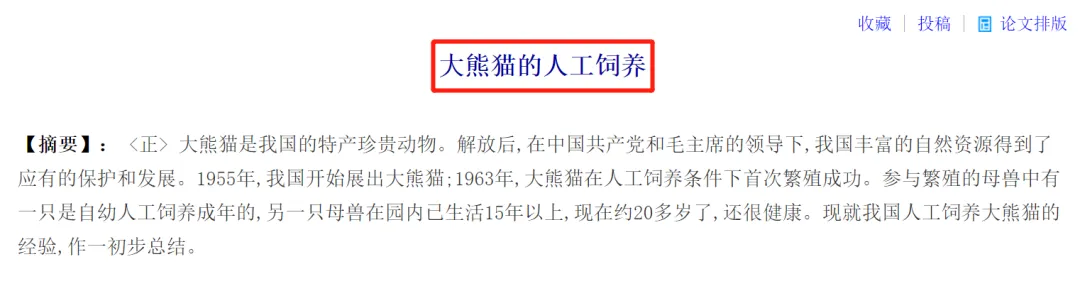 收藏 | 投稿 | 论文排版
大熊猫的人工饲养
【摘要】：〈正〉大熊猫是我国的特产珍贵动物。解放后,在中国共产党和毛主席的领导下,我国丰富的自然资源得到了
应有的保护和发展。1955年,我国开始展出大熊猫;1963年,大熊猫在人工饲养条件下首次繁殖成功。参与繁殖的母兽中有
一只是自幼人工饲养成年的,另一只母兽在园内已生活15年以上,现在约20多岁了,还很健康。现就我国人工饲养大熊猫的
经验,作一初步总结。